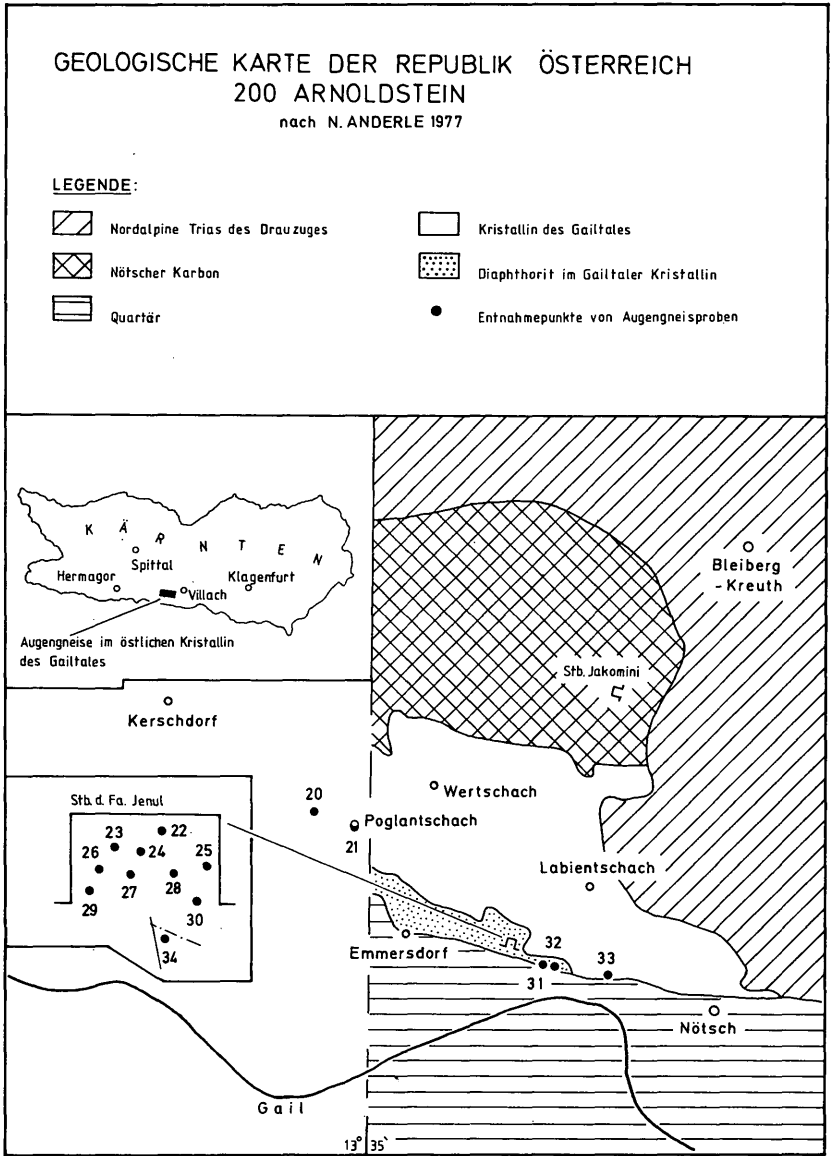 GEOLOGISCHE KARTE DER REPUBLIK ÖSTERREICH
200 ARNOLDSTEIN
nach N. ANDERLE 1977
LEGENDE:
Nordalpine Trias des Drauzuges
Nötscher Karbon
Quartär
Kristallin des Gailtales
Diaphthorit im Gailtaler Kristallin
Entnahmepunkte von Augengneisproben
KÄRNTEN
Spittal
Hermagor
Villach
Klagenfurt
Augengneise im östlichen Kristallin
des Gailtales
Bleiberg
-Kreuth
Stb. Jakomini
Kerschdorf
Wertschach
20
Poglantschach
21
Stb. d. Fa. Jenul
23
22
26
24
25
27
28
29
30
34
Labientschach
Emmersdorf
32
31
33
Nötsch
Gail
13° 35'